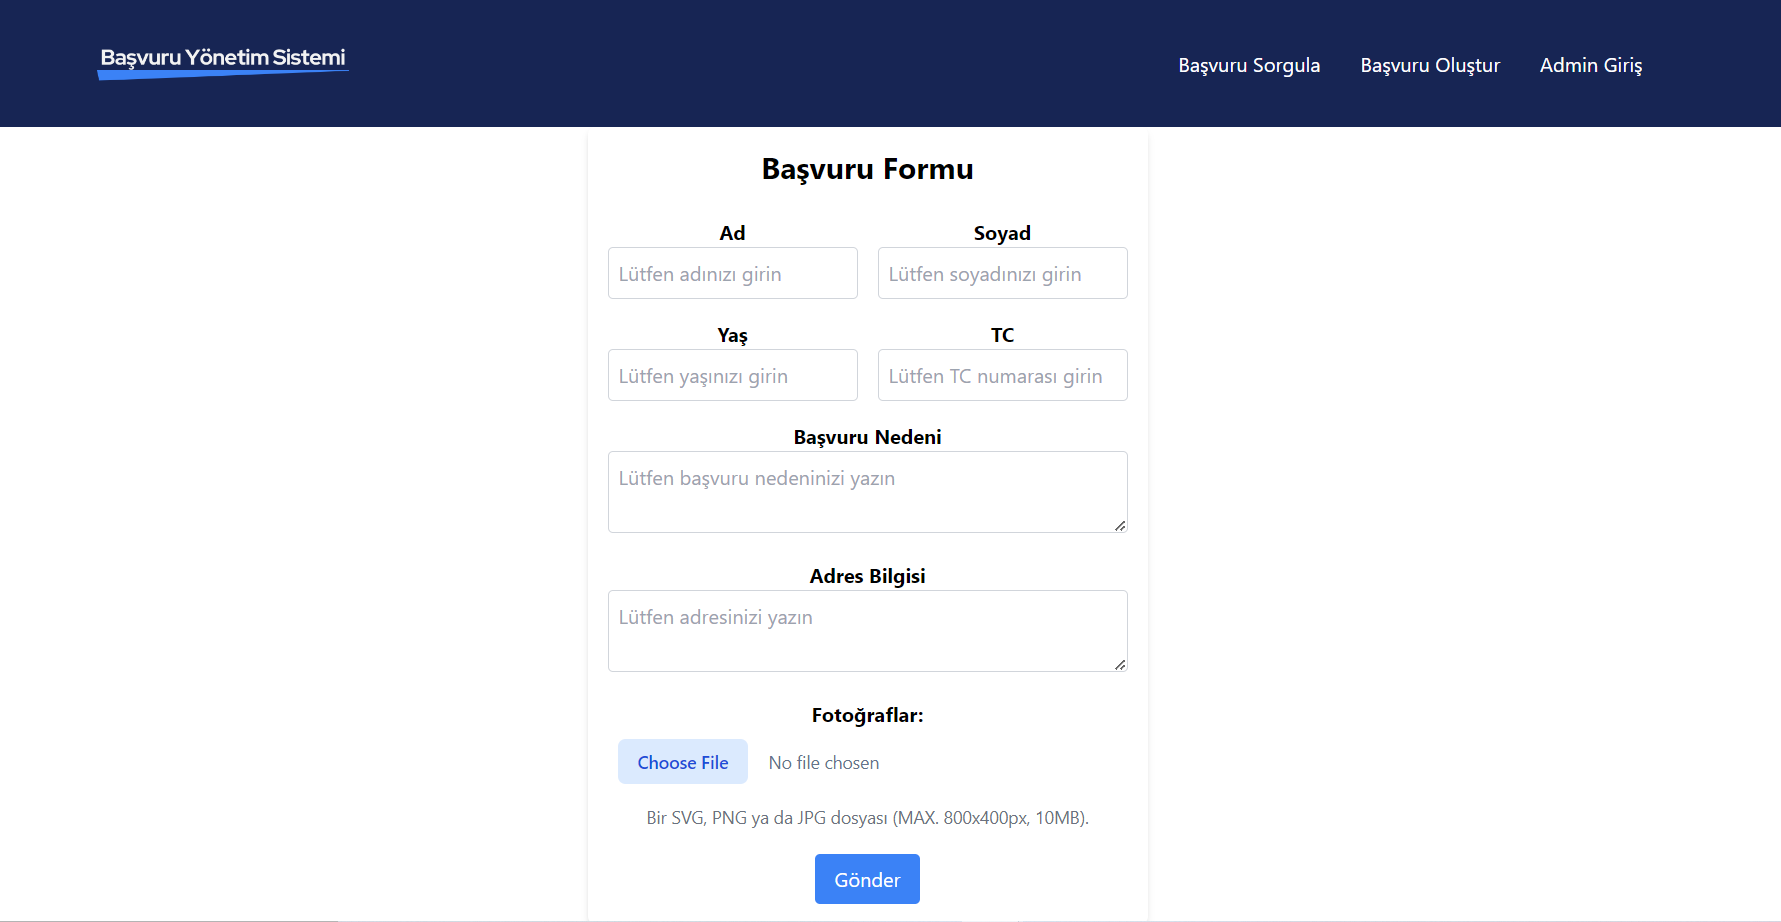 Başvuru Yönetim Sistemi
Başvuru Sorgula
Başvuru Oluştur
Admin Giriş
Başvuru Formu
Ad
Soyad
Lütfen adınızı girin
Lütfen soyadınızı girin
Yaş
TC
Lütfen yaşınızı girin
Lütfen TC numarası girin
Başvuru Nedeni
Lütfen başvuru nedeninizi yazın
Adres Bilgisi
Lütfen adresinizi yazın
Fotoğraflar:
Choose File
No file chosen
Bir SVG, PNG ya da JPG dosyası (MAX. 800x400px, 10MB).
Gönder